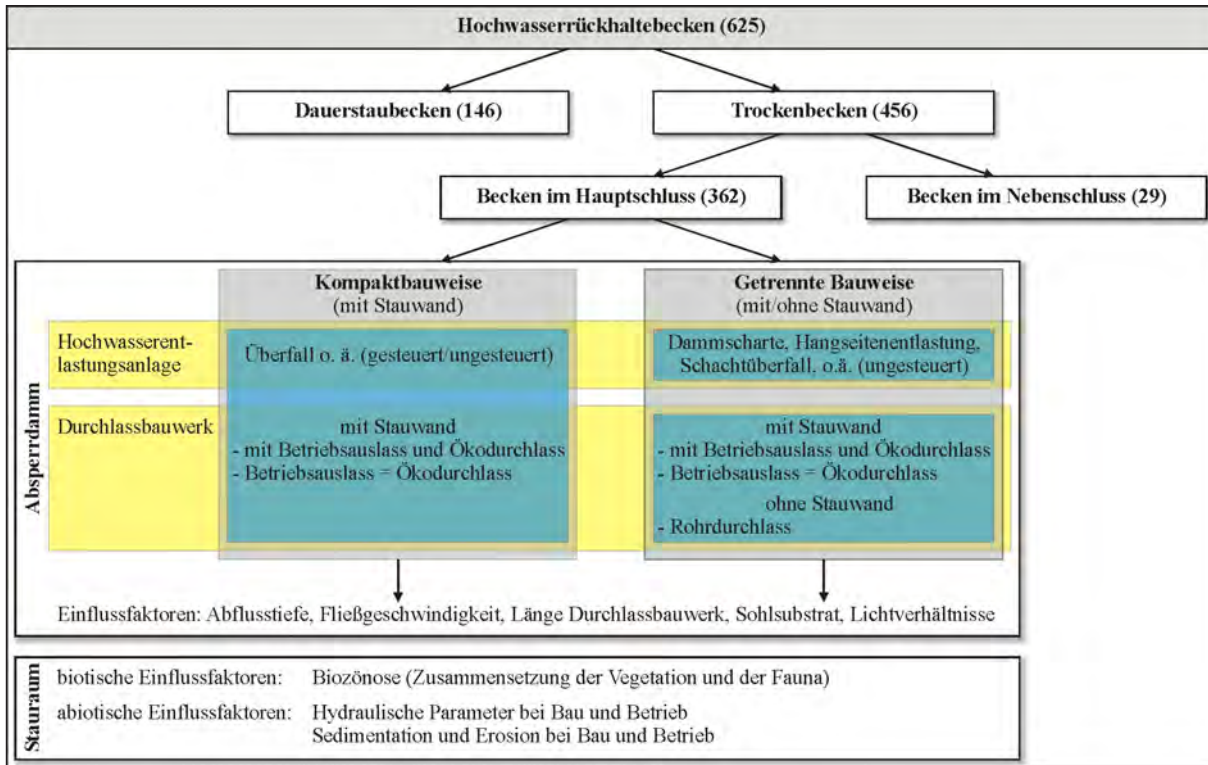 Hochwasserrückhaltebecken (625)
Dauerstaubecken (146)
Trockenbecken (456)
Becken im Hauptschluss (362)
Becken im Nebenschluss (29)
Absperrdamm
Kompaktbauweise
(mit Stauwand)
Getrennte Bauweise
(mit/ohne Stauwand)
Hochwasserent-
lastungsanlage
Überfall o. ä. (gesteuert/ungesteuert)
Dammscharte, Hangseitenentlastung,
Schachtüberfall, o.ä. (ungesteuert)
Durchlassbauwerk
mit Stauwand
- mit Betriebsauslass und Ökodurchlass
- Betriebsauslass = Ökodurchlass
mit Stauwand
- mit Betriebsauslass und Ökodurchlass
- Betriebsauslass = Ökodurchlass
ohne Stauwand
- Rohrdurchlass
Einflussfaktoren: Abflusstiefe, Fließgeschwindigkeit, Länge Durchlassbauwerk, Sohlsubstrat, Lichtverhältnisse
Stauraum
biotische Einflussfaktoren: Biozönose (Zusammensetzung der Vegetation und der Fauna)
abiotische Einflussfaktoren: Hydraulische Parameter bei Bau und Betrieb
Sedimentation und Erosion bei Bau und Betrieb